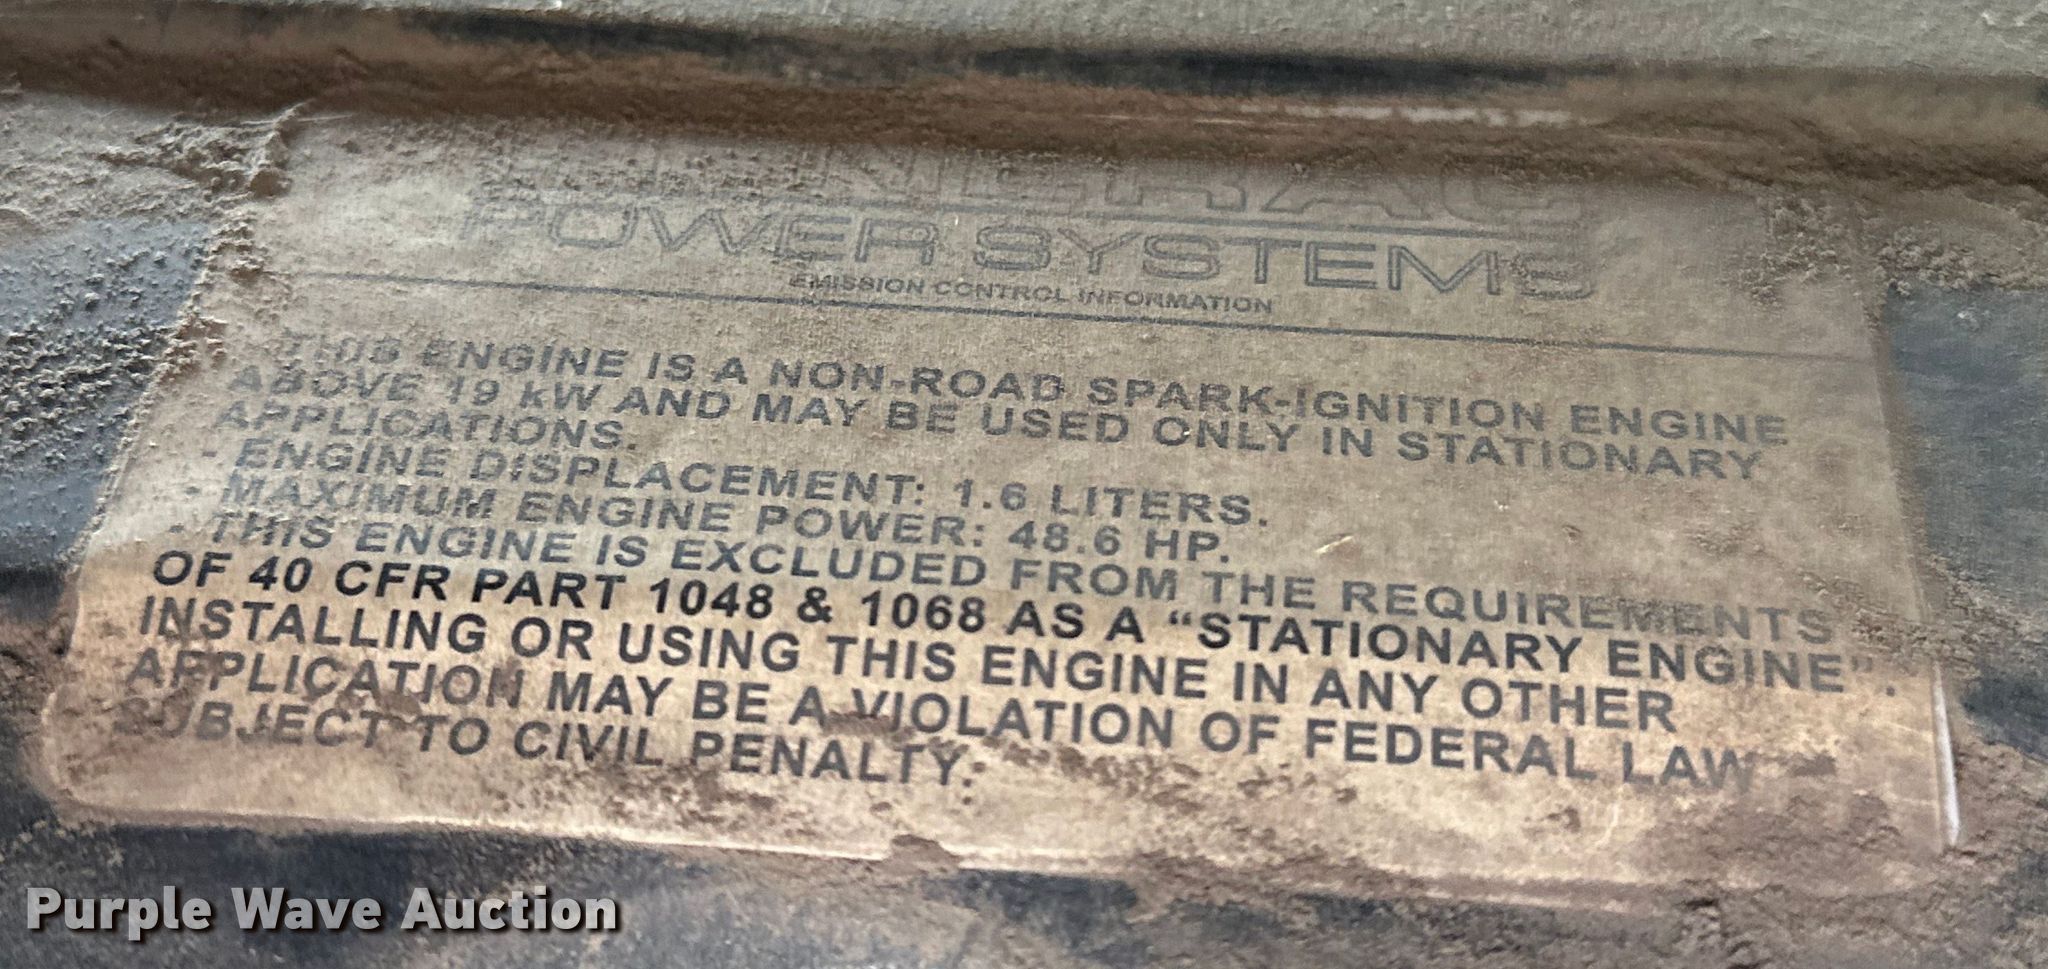 GENERAC
POWER SYSTEMS
EMISSION CONTROL INFORMATION
THIS ENGINE IS A NON-ROAD SPARK-IGNITION ENGINE
ABOVE 19 kW AND MAY BE USED ONLY IN STATIONARY
APPLICATIONS.
- ENGINE DISPLACEMENT: 1.6 LITERS.
- MAXIMUM ENGINE POWER: 48.6 HP.
- THIS ENGINE IS EXCLUDED FROM THE REQUIREMENTS
OF 40 CFR PART 1048 & 1068 AS A “STATIONARY ENGINE”.
INSTALLING OR USING THIS ENGINE IN ANY OTHER
APPLICATION MAY BE A VIOLATION OF FEDERAL LAW
SUBJECT TO CIVIL PENALTY.
Purple Wave Auction